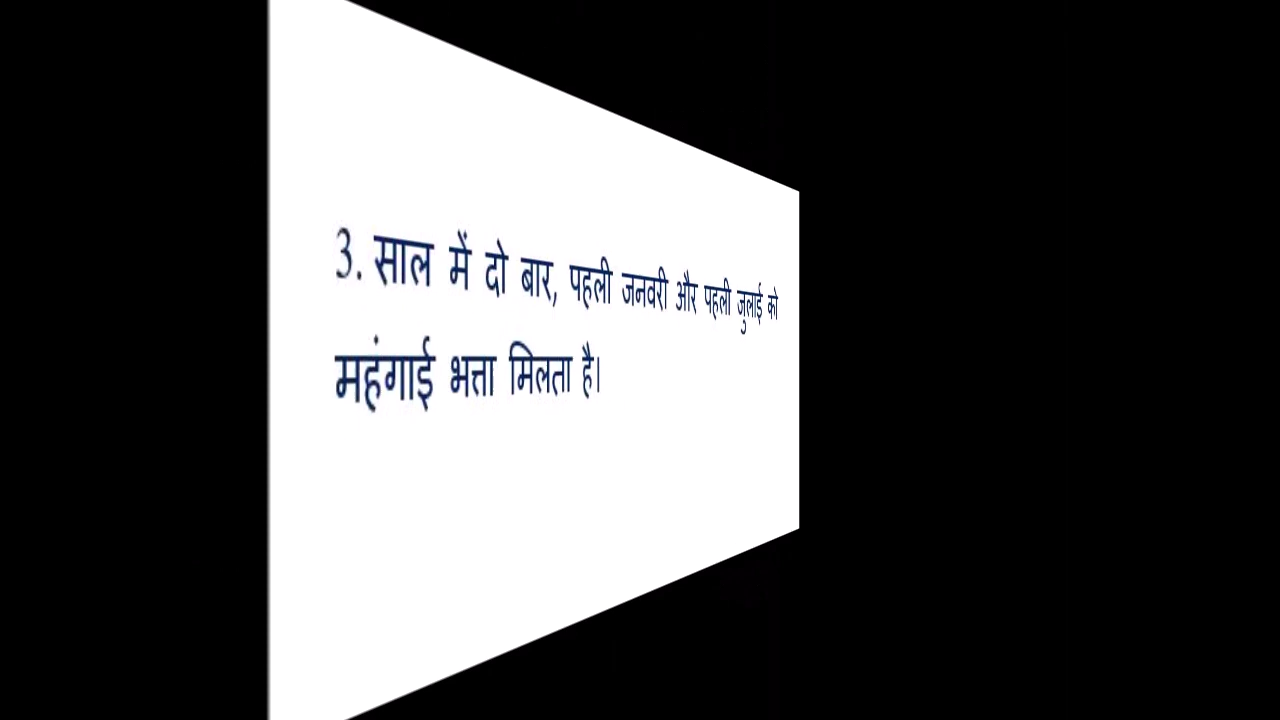 3. साल में दो बार, पहली जनवरी और पहली जुलाई को
महंगाई भत्ता मिलता है।